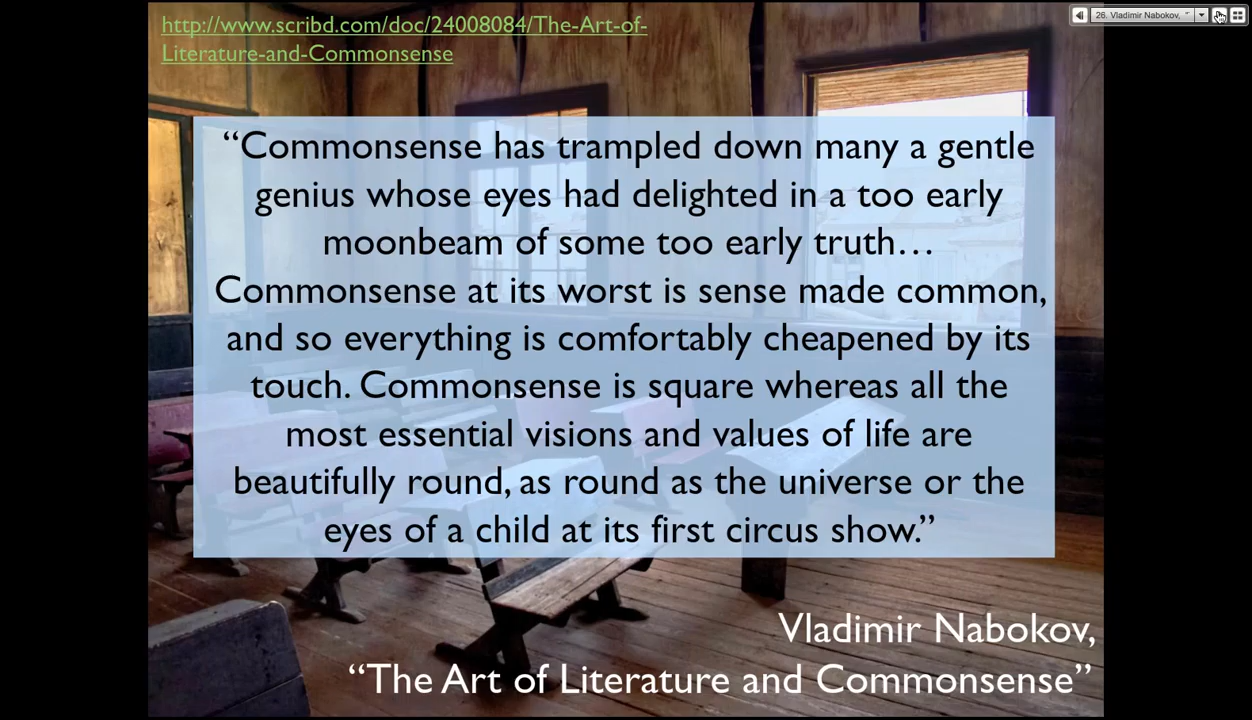 http://www.scribd.com/doc/24008084/The-Art-of-
Literature-and-Commonsense
26. Vladimir Nabokov, "
“Commonsense has trampled down many a gentle
genius whose eyes had delighted in a too early
moonbeam of some too early truth…
Commonsense at its worst is sense made common,
and so everything is comfortably cheapened by its
touch. Commonsense is square whereas all the
most essential visions and values of life are
beautifully round, as round as the universe or the
eyes of a child at its first circus show.”
Vladimir Nabokov,
“The Art of Literature and Commonsense”